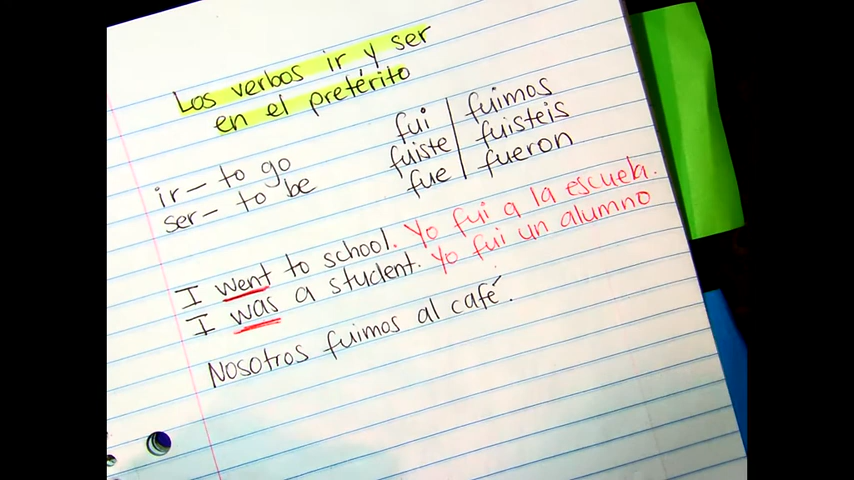 Los verbos ir y ser
en el pretérito
ir - to go
ser - to be
fui | fuimos
fuiste | fuisteis
fue | fueron
I went to school. Yo fui a la escuela.
I was a student. Yo fui un alumno
Nosotros fuimos al café.